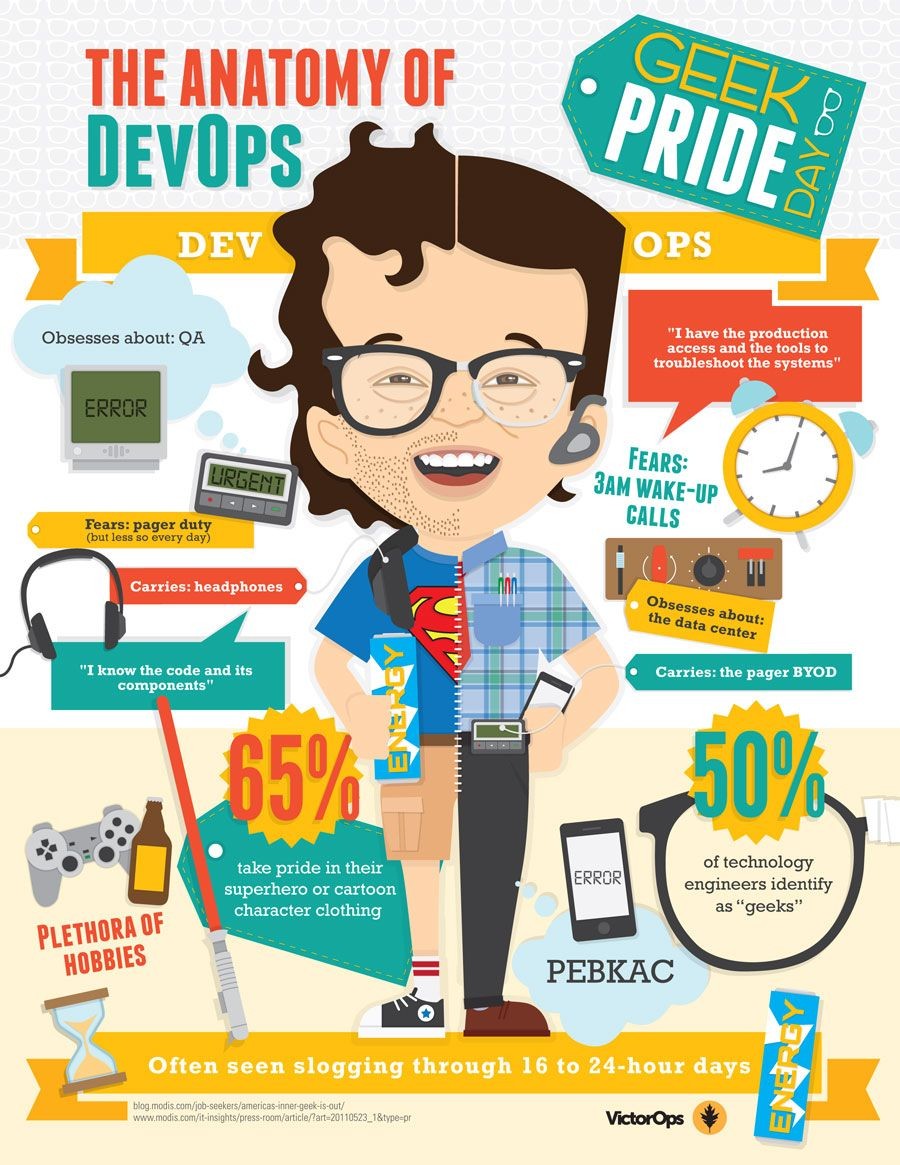 THE ANATOMY OF
DEVOPS
GEEK
PRIDE
DAY
DEV
OPS
Obsesses about: QA
ERROR
URGENT
Fears: pager duty
(but less so every day)
Carries: headphones
"I know the code and its
components"
"I have the production
access and the tools to
troubleshoot the systems"
FEARS:
3AM WAKE-UP
CALLS
Obsesses about:
the data center
Carries: the pager BYOD
ENERGY
65%
take pride in their
superhero or cartoon
character clothing
50%
of technology
engineers identify
as "geeks"
PLETHORA OF
HOBBIES
ERROR
PEBKAC
Often seen slogging through 16 to 24-hour days
ENERGY
blog.modis.com/job-seekers/americas-inner-geek-is-out/
www.modis.com/it-insights/press-room/article/?art=20110523_1&type=pr
VictorOps